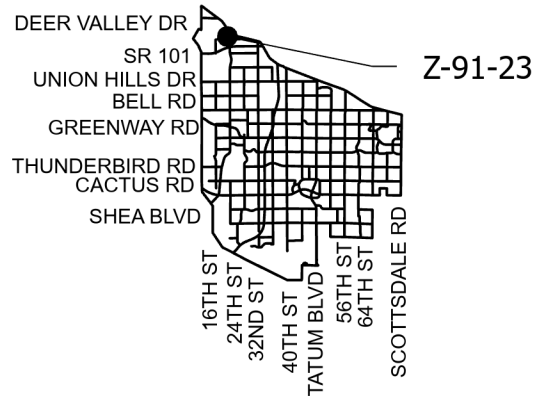 DEER VALLEY DR
SR 101
Z-91-23
UNION HILLS DR
BELL RD
GREENWAY RD
THUNDERBIRD RD
CACTUS RD
SHEA BLVD
16TH ST
24TH ST
32ND ST
40TH ST
TATUM BLVD
56TH ST
64TH ST
SCOTTSDALE RD